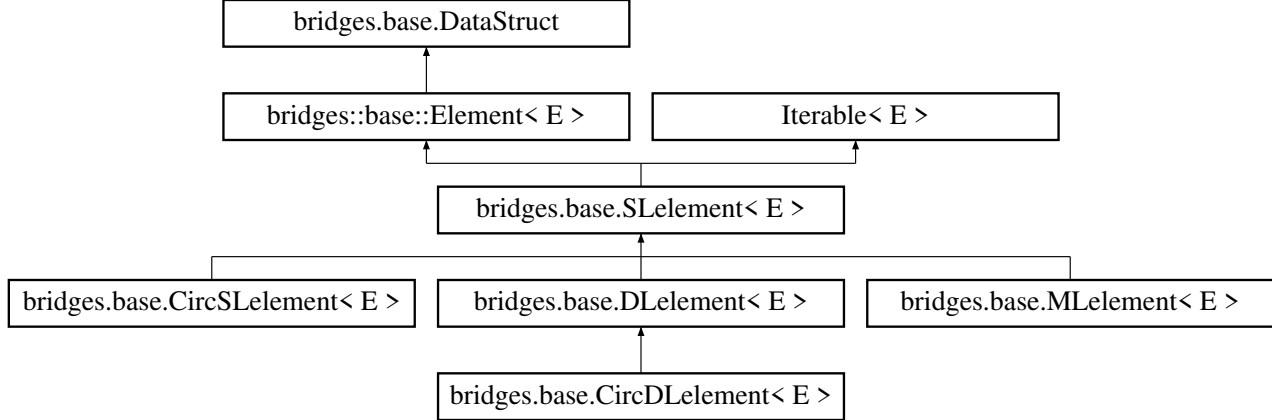 bridges.base.DataStruct
bridges::base::Element< E >
Iterable< E >
bridges.base.SLelement< E >
bridges.base.CircSLelement< E >
bridges.base.DLelement< E >
bridges.base.MLelement< E >
bridges.base.CircDLelement< E >